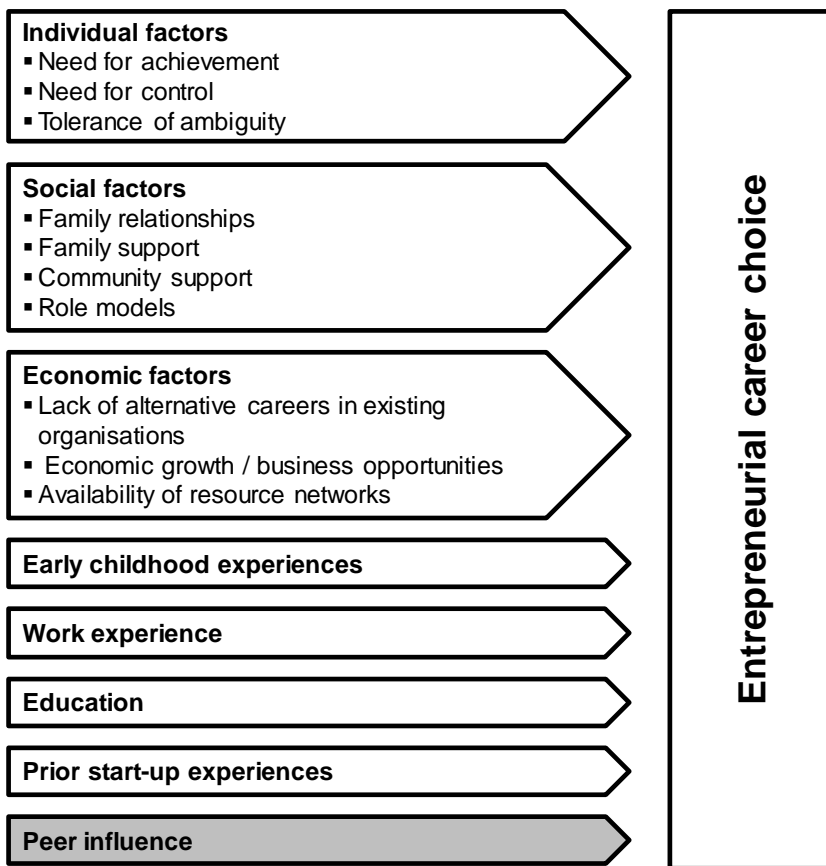 Individual factors
▪ Need for achievement
▪ Need for control
▪ Tolerance of ambiguity
Social factors
▪ Family relationships
▪ Family support
▪ Community support
▪ Role models
Economic factors
▪ Lack of alternative careers in existing
organisations
▪ Economic growth / business opportunities
▪ Availability of resource networks
Early childhood experiences
Work experience
Education
Prior start-up experiences
Peer influence
Entrepreneurial career choice